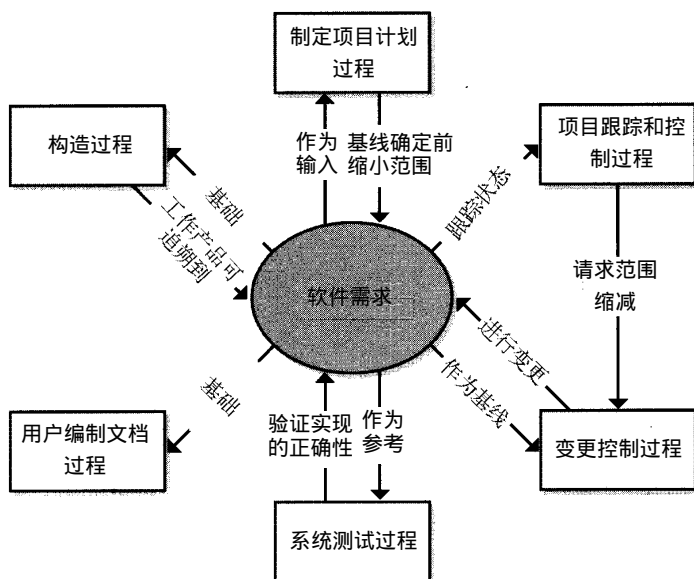 制定项目计划
过程
构造过程
项目跟踪和控
制过程
作为
输入
基线确定前
缩小范围
基础
工作产品可
追朔到
跟踪状态
请求范围
缩减
软件需求
进行变更
作为基线
基础
验证实现
的正确性
作为
参考
用户编制文档
过程
变更控制过程
系统测试过程